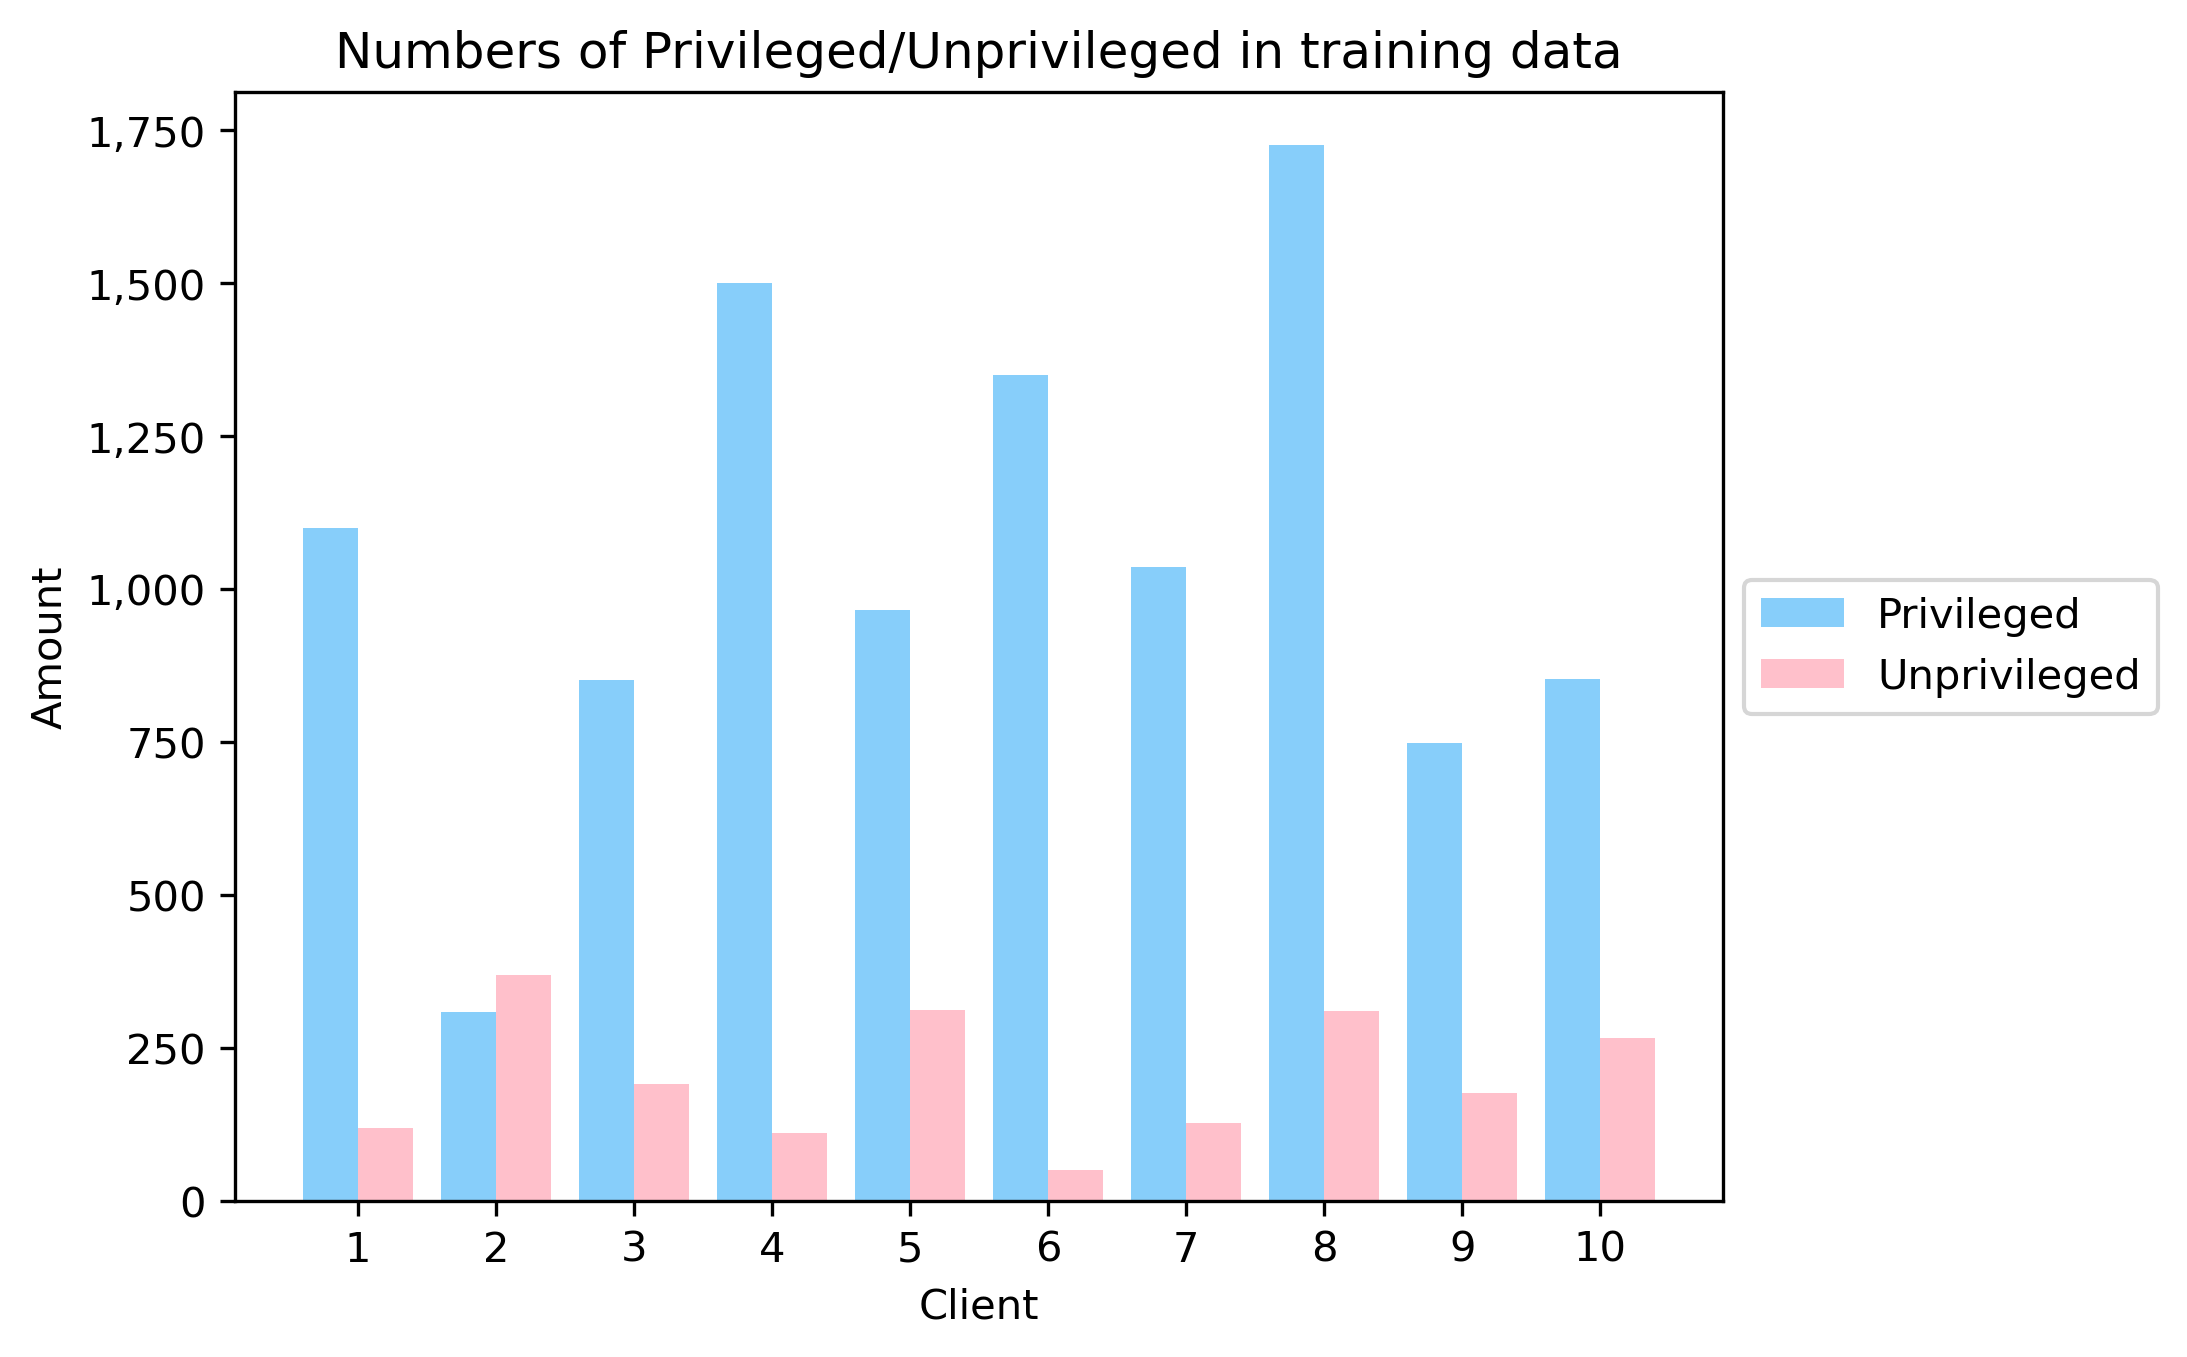 Numbers of Privileged/Unprivileged in training data
1,750
1,500
1,250
1,000
750
500
250
0
Amount
1 2 3 4 5 6 7 8 9 10
Client
Privileged
Unprivileged